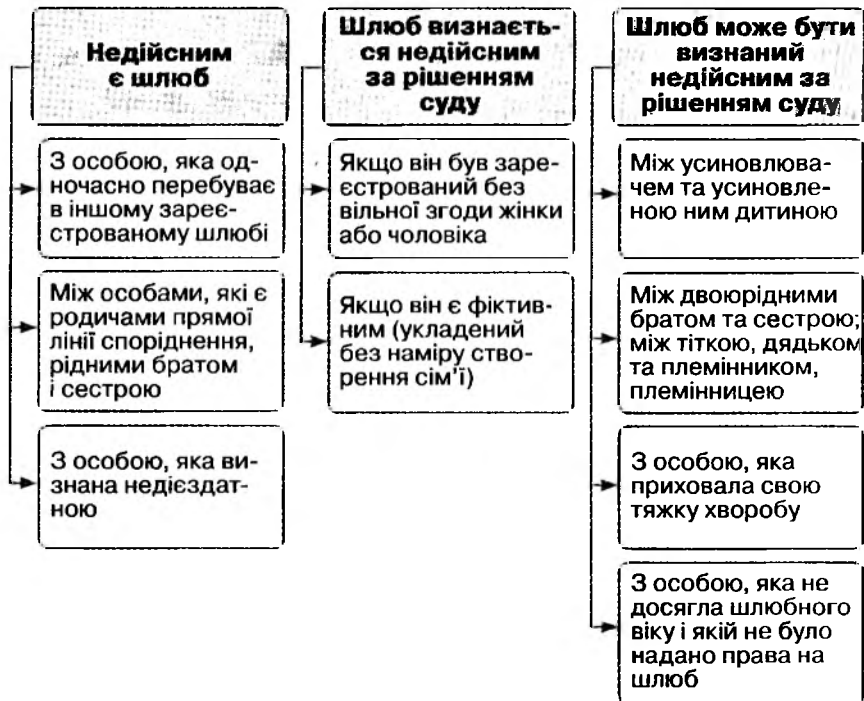 Недійсним
є шлюб
З особою, яка од-
ночасно перебуває
в іншому зареє-
строваному шлюбі
Між особами, які є
родичами прямої
лінії споріднення,
рідними братом
і сестрою
З особою, яка ви-
знана недієздат-
ною
Шлюб визнаєть-
ся недійсним
за рішенням
суду
Якщо він був заре-
єстрований без
вільної згоди жінки
або чоловіка
Якщо він є фіктив-
ним (укладений
без наміру ство-
рення сім’ї)
Шлюб може бути
визнаний
недійсним за
рішенням суду
Між усиновлюва-
чем та усиновле-
ною ним дитиною
Між двоюрідними
братом та сестрою;
між тіткою, дядьком
та племінником,
племінницею
З особою, яка
приховала свою
тяжку хворобу
З особою, яка не
досягла шлюбного
віку і якій не було
надано права на
шлюб